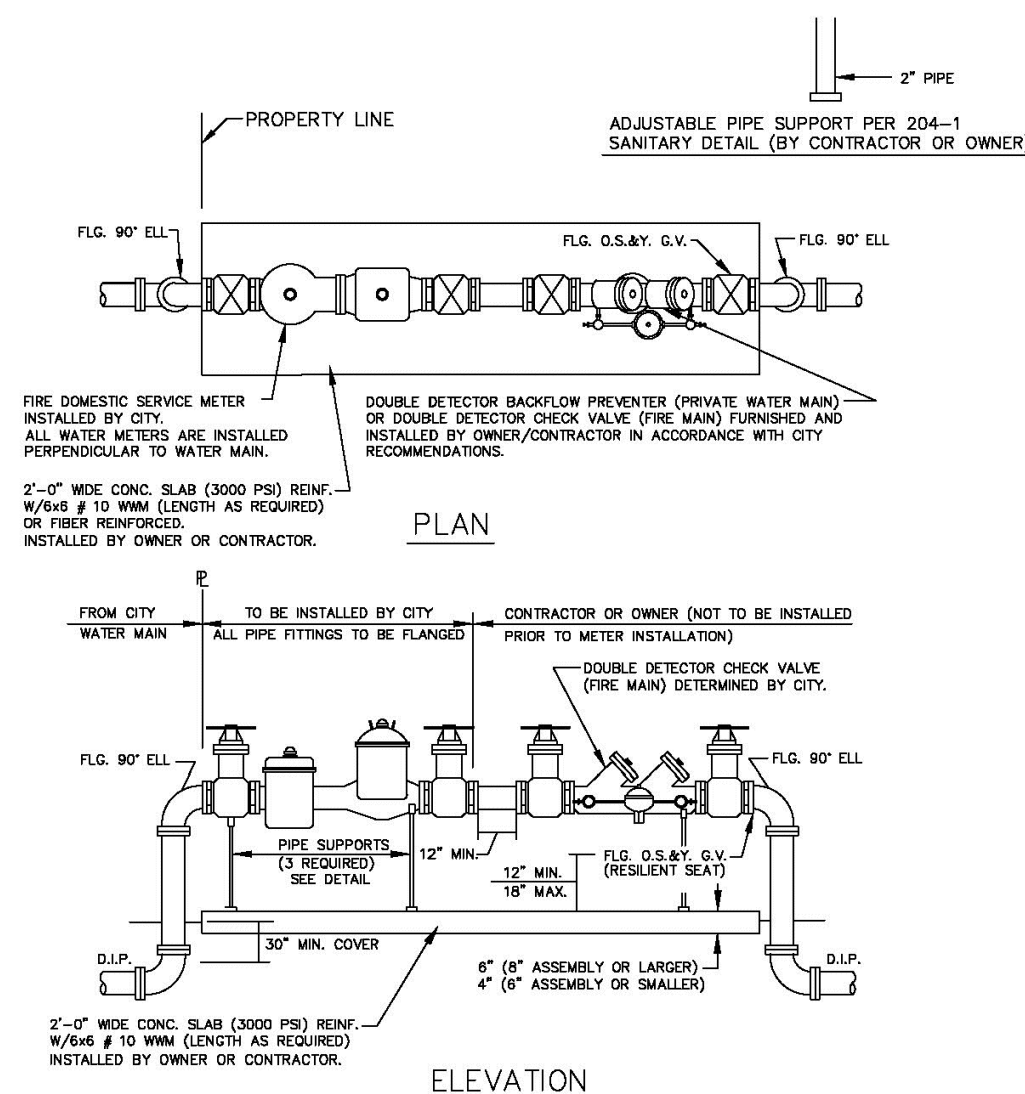 2" PIPE
ADJUSTABLE PIPE SUPPORT PER 204-1
SANITARY DETAIL (BY CONTRACTOR OR OWNER)
PROPERTY LINE
FLG. 90° ELL
FLG. O.S.&Y. G.V.
FLG. 90° ELL
FIRE DOMESTIC SERVICE METER
INSTALLED BY CITY.
ALL WATER METERS ARE INSTALLED
PERPENDICULAR TO WATER MAIN.
DOUBLE DETECTOR BACKFLOW PREVENTER (PRIVATE WATER MAIN)
OR DOUBLE DETECTOR CHECK VALVE (FIRE MAIN) FURNISHED AND
INSTALLED BY OWNER/CONTRACTOR IN ACCORDANCE WITH CITY
RECOMMENDATIONS.
2'-0" WIDE CONC. SLAB (3000 PSI) REINF.
W/6x6 # 10 WWM (LENGTH AS REQUIRED)
OR FIBER REINFORCED.
INSTALLED BY OWNER OR CONTRACTOR.
PLAN
PL
FROM CITY
WATER MAIN
TO BE INSTALLED BY CITY
ALL PIPE FITTINGS TO BE FLANGED
CONTRACTOR OR OWNER (NOT TO BE INSTALLED
PRIOR TO METER INSTALLATION)
DOUBLE DETECTOR CHECK VALVE
(FIRE MAIN) DETERMINED BY CITY.
FLG. 90° ELL
FLG. 90° ELL
PIPE SUPPORTS
(3 REQUIRED)
SEE DETAIL
12" MIN.
12" MIN.
18" MAX.
FLG. O.S.&Y. G.V.
(RESILIENT SEAT)
30" MIN. COVER
D.I.P.
D.I.P.
6" (8" ASSEMBLY OR LARGER)
4" (6" ASSEMBLY OR SMALLER)
2'-0" WIDE CONC. SLAB (3000 PSI) REINF.
W/6x6 # 10 WWM (LENGTH AS REQUIRED)
INSTALLED BY OWNER OR CONTRACTOR.
ELEVATION